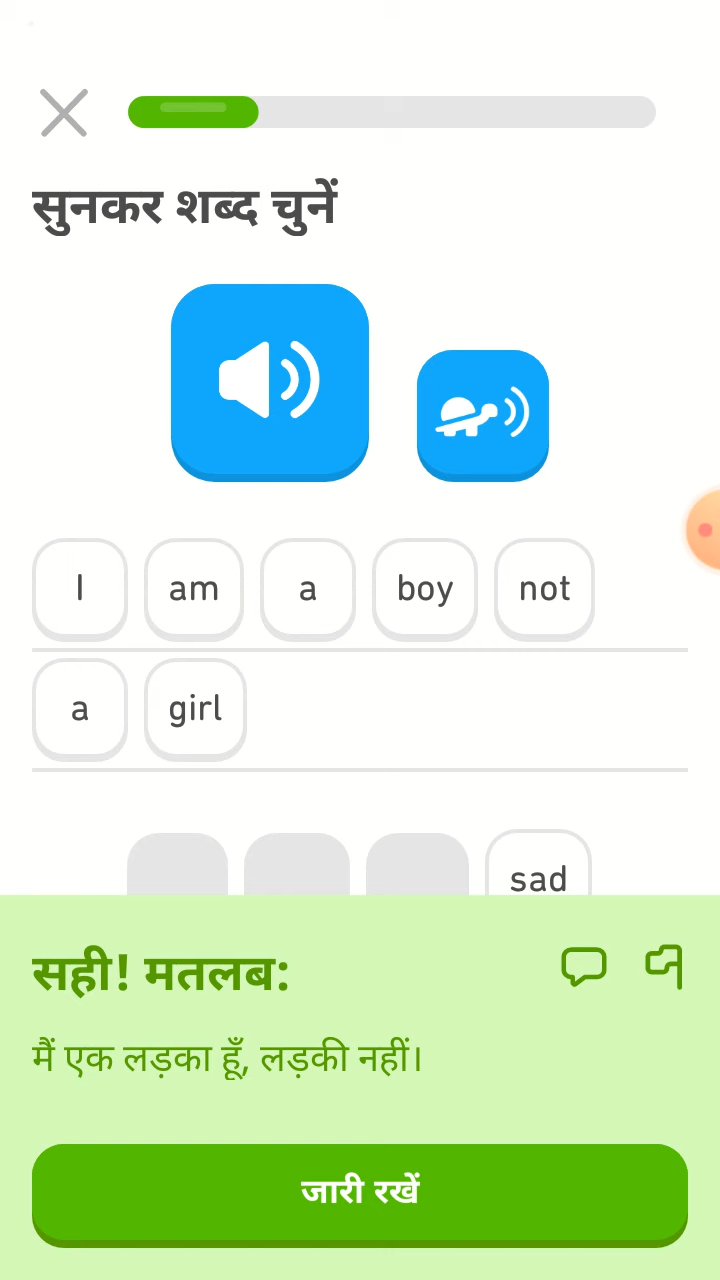 सुनकर शब्द चुनें
I am a boy not
a girl
sad
सही! मतलब:
मैं एक लड़का हूँ, लड़की नहीं।
जारी रखें